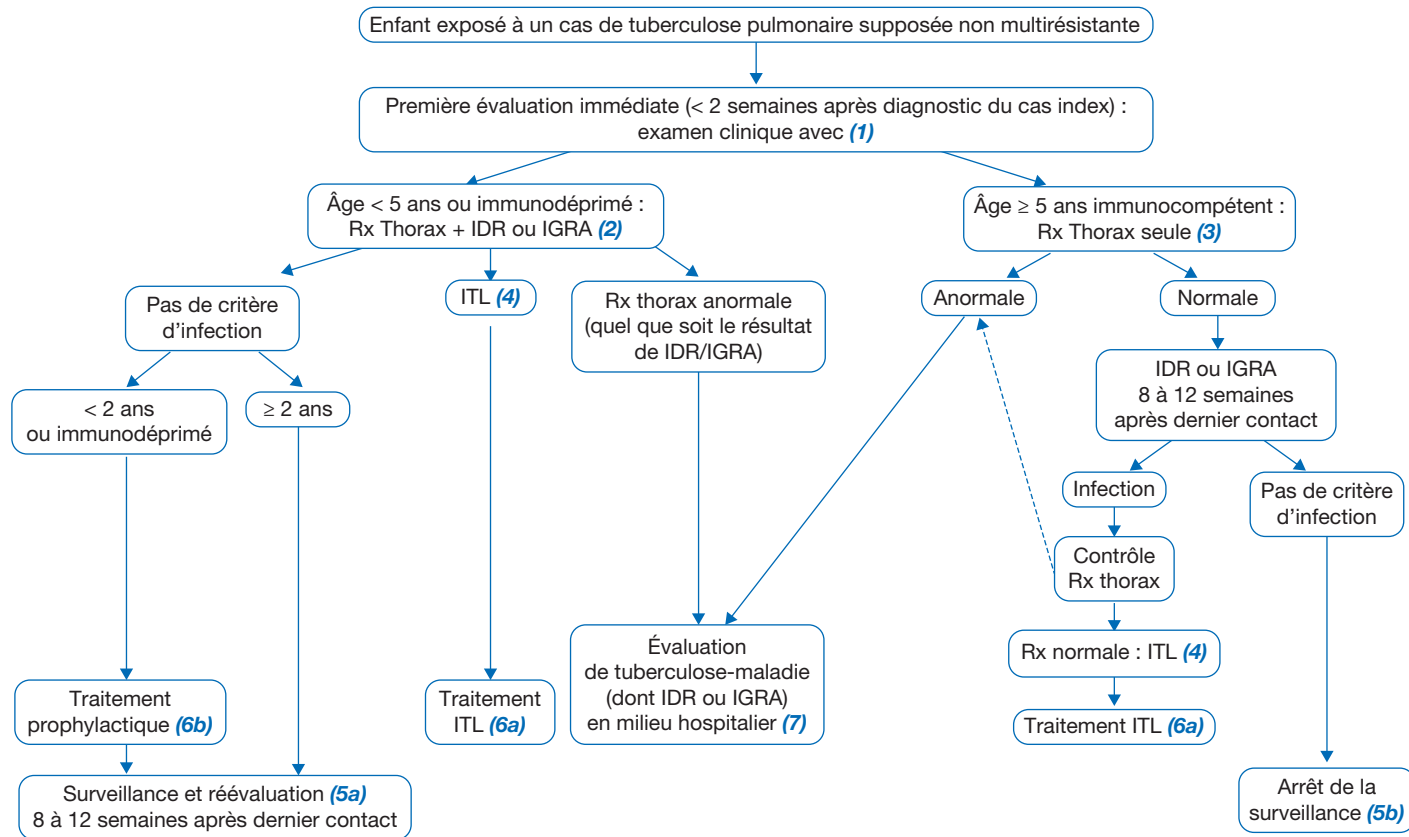 Enfant exposé à un cas de tuberculose pulmonaire supposée non multirésistante
Première évaluation immédiate (< 2 semaines après diagnostic du cas index) :
examen clinique avec (1)
Âge < 5 ans ou immunodéprimé :
Rx Thorax + IDR ou IGRA (2)
Âge ≥ 5 ans immunocompétent :
Rx Thorax seule (3)
Pas de critère
d'infection
ITL (4)
Rx thorax anormale
(quel que soit le résultat
de IDR/IGRA)
Anormale
Normale
< 2 ans
ou immunodéprimé
≥ 2 ans
IDR ou IGRA
8 à 12 semaines
après dernier contact
Infection
Pas de critère
d'infection
Contrôle
Rx thorax
Rx normale : ITL (4)
Traitement ITL (6a)
Traitement
prophylactique (6b)
Traitement
ITL (6a)
Évaluation
de tuberculose-maladie
(dont IDR ou IGRA)
en milieu hospitalier (7)
Surveillance et réévaluation (5a)
8 à 12 semaines après dernier contact
Arrêt de la
surveillance (5b)